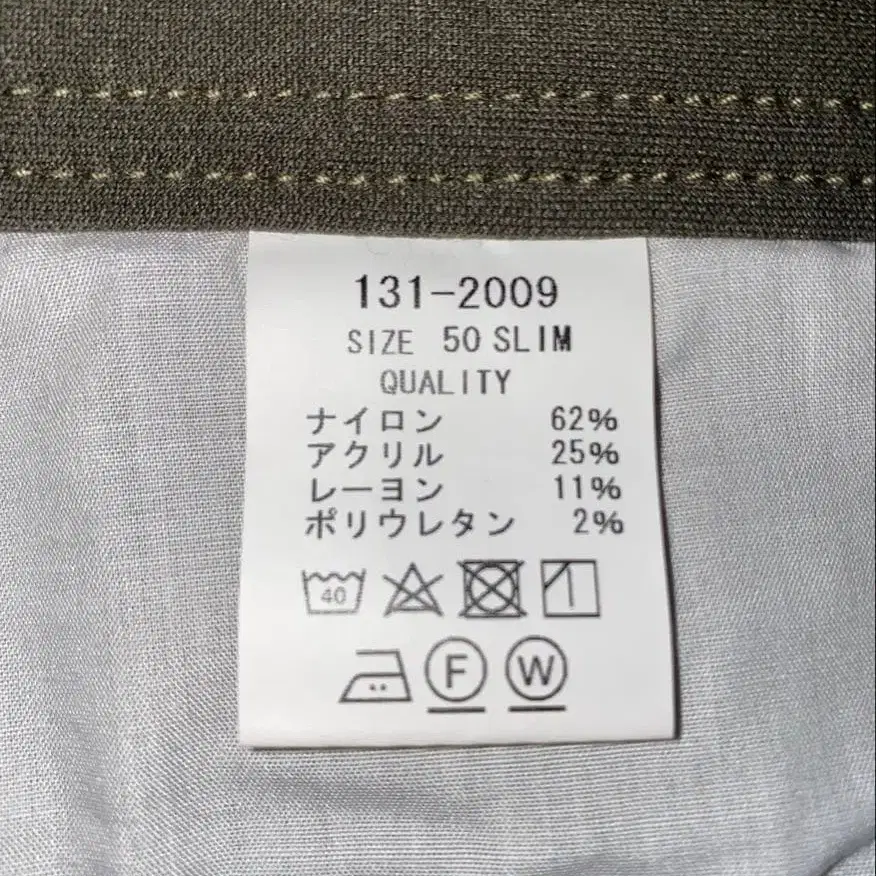 131-2009
SIZE 50 SLIM
QUALITY
ナイロン 62%
アクリル 25%
レーヨン 11%
ポリウレタン 2%
40
F W